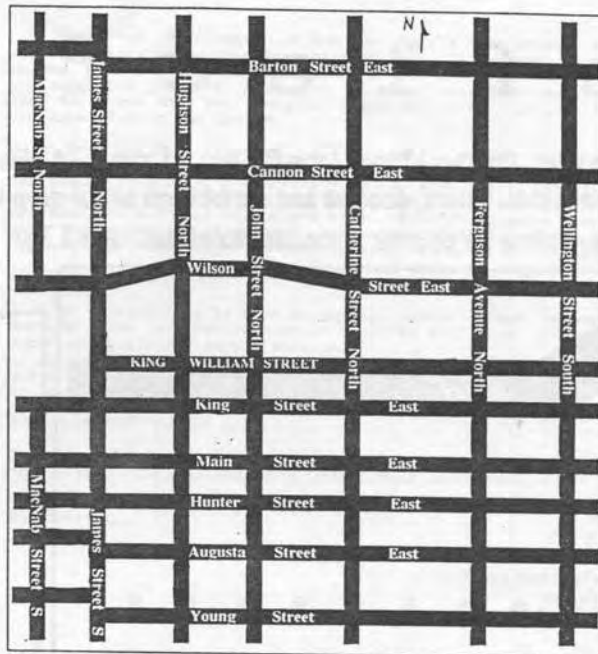 N
Barton Street East
Cannon Street East
Wilson Street East
KING WILLIAM STREET
King Street East
Main Street East
Hunter Street East
Augusta Street East
Young Street
MacNab St North
James Street North
Hughson Street North
John Street North
Catherine Street North
Ferguson Avenue North
Wellington Street South
MacNab Street S
James Street S